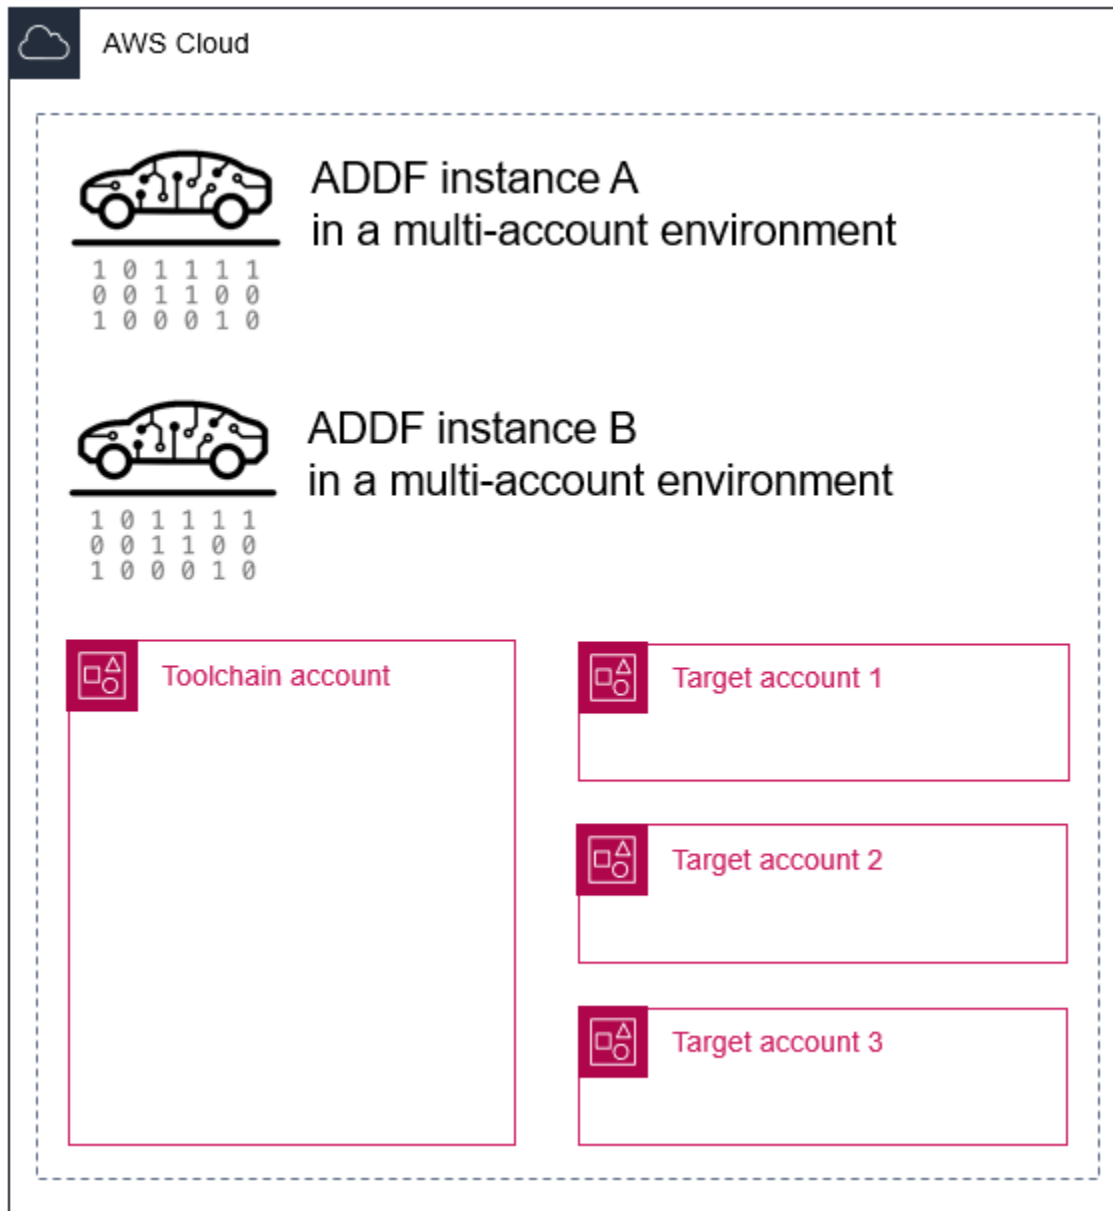 AWS Cloud
ADDF instance A
in a multi-account environment
1 0 1 1 1 1
0 0 1 1 0 0
1 0 0 0 1 0
ADDF instance B
in a multi-account environment
1 0 1 1 1 1
0 0 1 1 0 0
1 0 0 0 1 0
Toolchain account
Target account 1
Target account 2
Target account 3